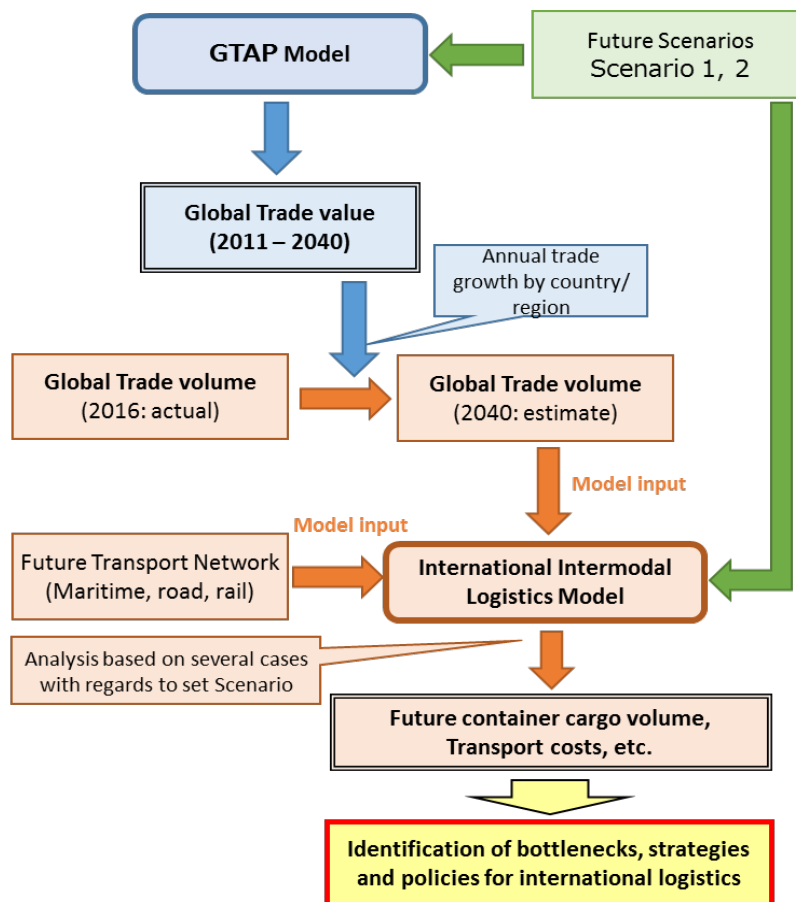 GTAP Model
Future Scenarios
Scenario 1, 2
Global Trade value
(2011 – 2040)
Annual trade
growth by country/
region
Global Trade volume
(2016: actual)
Global Trade volume
(2040: estimate)
Model input
Model input
Future Transport Network
(Maritime, road, rail)
International Intermodal
Logistics Model
Analysis based on several cases
with regards to set Scenario
Future container cargo volume,
Transport costs, etc.
Identification of bottlenecks, strategies
and policies for international logistics